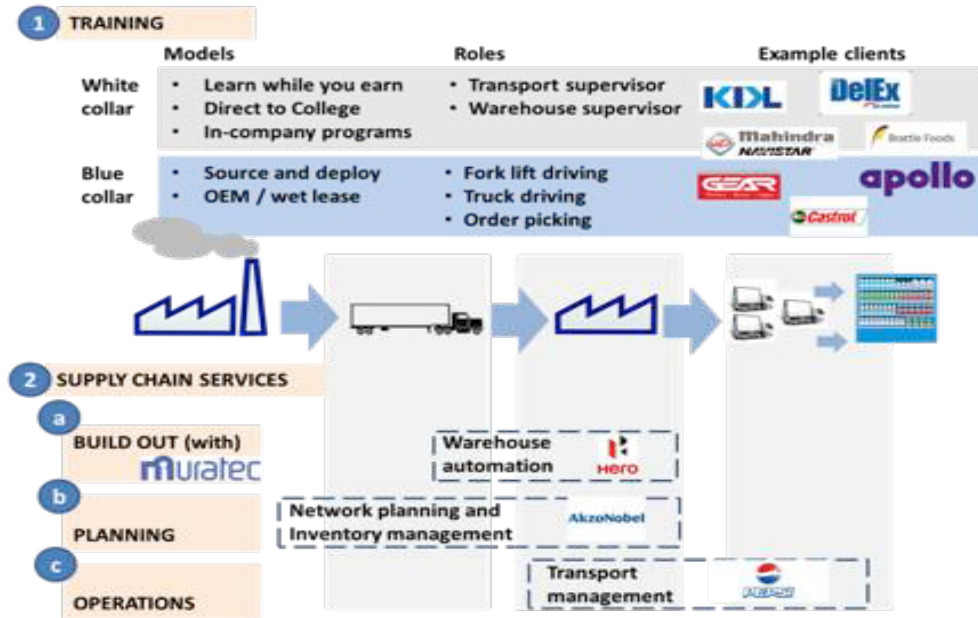 1 TRAINING
Models Roles Example clients
White collar
• Learn while you earn
• Direct to College
• In-company programs
• Transport supervisor
• Warehouse supervisor
KDL
DelEx
Mahindra
NAVISTAR
Brattle Foods
Blue collar
• Source and deploy
• OEM / wet lease
• Fork lift driving
• Truck driving
• Order picking
GEAR
apollo
Castrol
2 SUPPLY CHAIN SERVICES
a
BUILD OUT (with)
muratec
Warehouse
automation
Hero
b
PLANNING
Network planning and
Inventory management
AkzoNobel
c
OPERATIONS
Transport
management
PEPSI